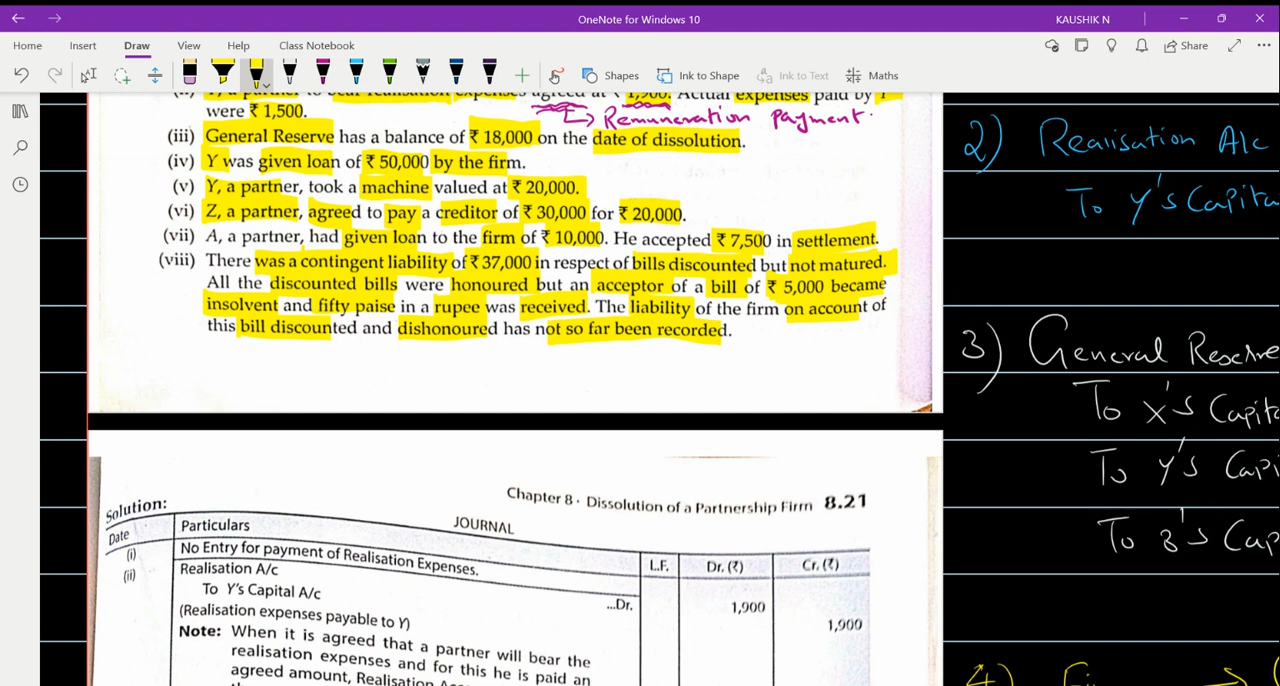 OneNote for Windows 10
KAUSHIK N
Home Insert Draw View Help Class Notebook
Share
Shapes Ink to Shape Ink to Text Maths
agreed at ₹ 1,900. Actual expenses paid by Y
were ₹ 1,500.
Remuneration Payment.
(iii) General Reserve has a balance of ₹ 18,000 on the date of dissolution.
(iv) Y was given loan of ₹ 50,000 by the firm.
(v) Y, a partner, took a machine valued at ₹ 20,000.
(vi) Z, a partner, agreed to pay a creditor of ₹ 30,000 for ₹ 20,000.
(vii) A, a partner, had given loan to the firm of ₹ 10,000. He accepted ₹ 7,500 in settlement.
(viii) There was a contingent liability of ₹ 37,000 in respect of bills discounted but not matured.
All the discounted bills were honoured but an acceptor of a bill of ₹ 5,000 became
insolvent and fifty paise in a rupee was received. The liability of the firm on account of
this bill discounted and dishonoured has not so far been recorded.
2) Realisation A/c
To Y's Capita
3) General Reserve
To X's Capita
To Y's Capi
To Z's Cap
4)
Chapter 8 · Dissolution of a Partnership Firm 8.21
Solution:
JOURNAL
Date Particulars L.F. Dr. (₹) Cr. (₹)
(i) No Entry for payment of Realisation Expenses.
(ii) Realisation A/c ...Dr. 1,900
To Y's Capital A/c 1,900
(Realisation expenses payable to Y)
Note: When it is agreed that a partner will bear the
realisation expenses and for this he is paid an
agreed amount, Realisation